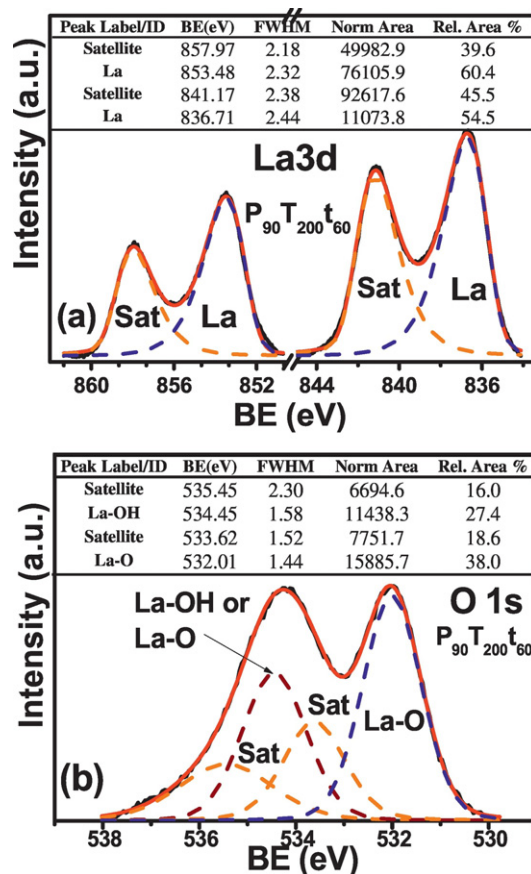 Peak Label/ID BE(eV) FWHM Norm Area Rel. Area %
Satellite 857.97 2.18 49982.9 39.6
La 853.48 2.32 76105.9 60.4
Satellite 841.17 2.38 92617.6 45.5
La 836.71 2.44 11073.8 54.5
La3d
P90T200t60
(a) Sat La Sat La
Intensity (a.u.)
860 856 852 844 840 836
BE (eV)
Peak Label/ID BE(eV) FWHM Norm Area Rel. Area %
Satellite 535.45 2.30 6694.6 16.0
La-OH 534.45 1.58 11438.3 27.4
Satellite 533.62 1.52 7751.7 18.6
La-O 532.01 1.44 15885.7 38.0
La-OH or
La-O
O 1s
P90T200t60
Sat
La-O
Sat
(b)
Intensity (a.u.)
538 536 534 532 530
BE (eV)